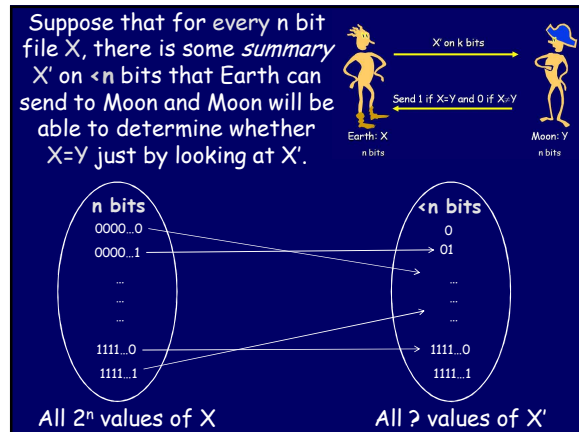 Suppose that for every n bit
file X, there is some summary
X' on <n bits that Earth can
send to Moon and Moon will be
able to determine whether
X=Y just by looking at X'.
X' on k bits
Send 1 if X=Y and 0 if X≠Y
Earth: X
n bits
Moon: Y
n bits
n bits
0000...0
0000...1
...
...
...
1111...0
1111...1
All 2ⁿ values of X
<n bits
0
01
...
...
...
1111...0
1111...1
All ? values of X'